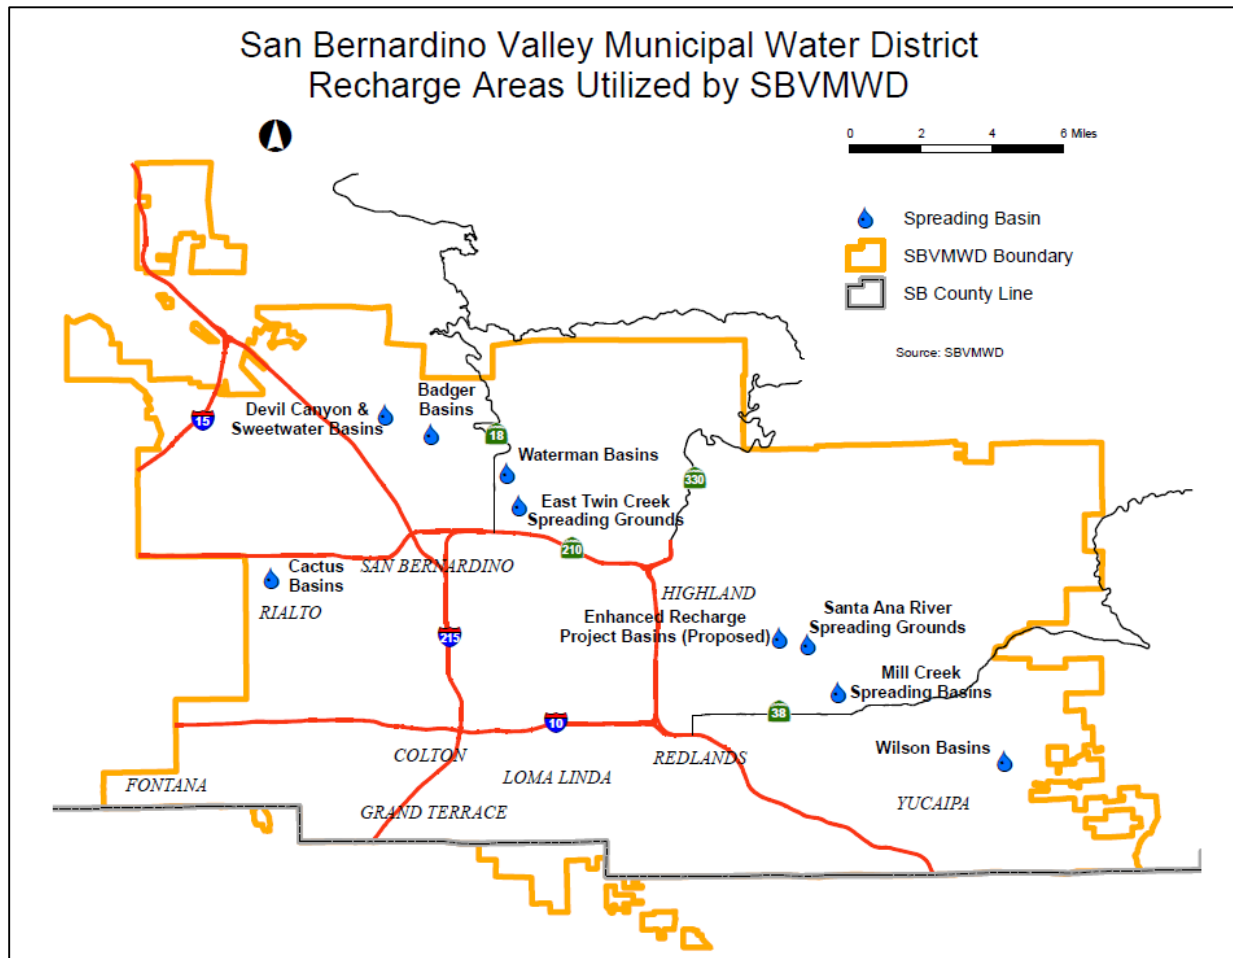 San Bernardino Valley Municipal Water District
Recharge Areas Utilized by SBVMWD
0 2 4 6 Miles
Spreading Basin
SBVMWD Boundary
SB County Line
Source: SBVMWD
Badger
Basins
Devil Canyon &
Sweetwater Basins
15
18
Waterman Basins
330
East Twin Creek
Spreading Grounds
210
SAN BERNARDINO
Cactus
Basins
RIALTO
HIGHLAND
Enhanced Recharge
Project Basins (Proposed)
Santa Ana River
Spreading Grounds
215
Mill Creek
Spreading Basins
38
10
COLTON
LOMA LINDA
REDLANDS
Wilson Basins
FONTANA
GRAND TERRACE
YUCAIPA